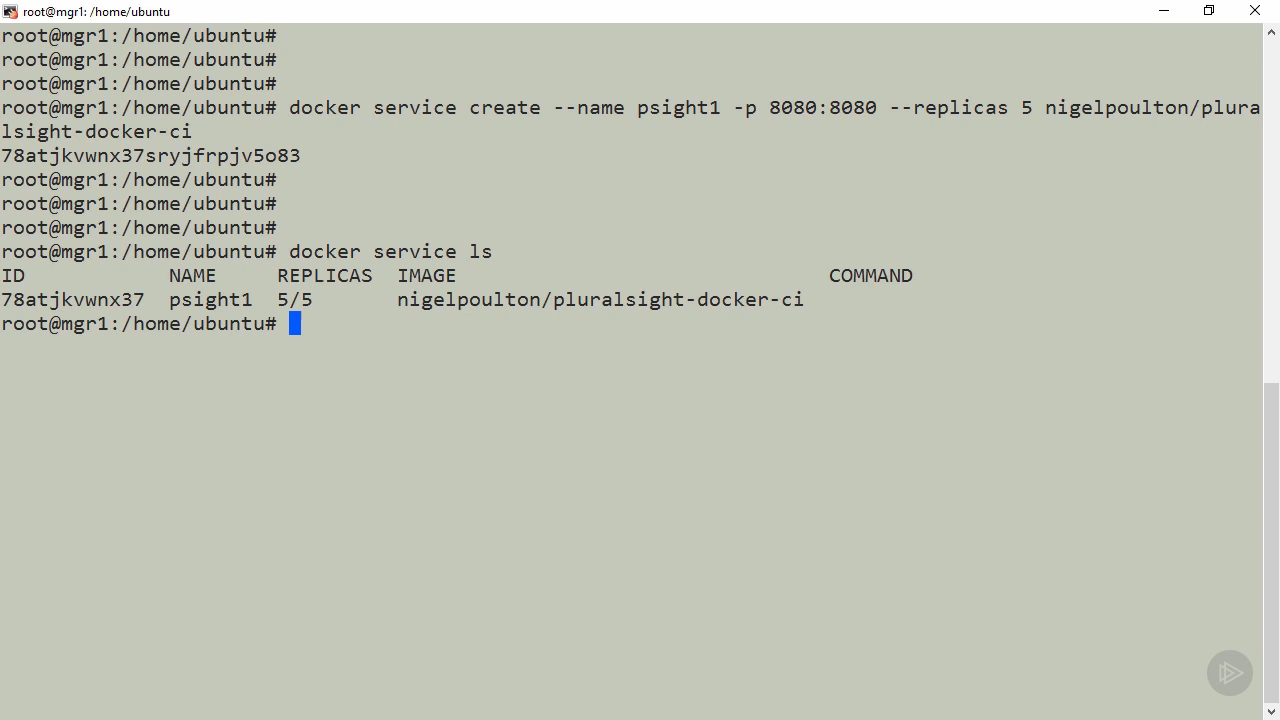 root@mgr1: /home/ubuntu
root@mgr1:/home/ubuntu#
root@mgr1:/home/ubuntu#
root@mgr1:/home/ubuntu#
root@mgr1:/home/ubuntu# docker service create --name psight1 -p 8080:8080 --replicas 5 nigelpoulton/plura
lsight-docker-ci
78atjkvwnx37sryjfrpjv5o83
root@mgr1:/home/ubuntu#
root@mgr1:/home/ubuntu#
root@mgr1:/home/ubuntu#
root@mgr1:/home/ubuntu# docker service ls
ID NAME REPLICAS IMAGE COMMAND
78atjkvwnx37 psight1 5/5 nigelpoulton/pluralsight-docker-ci
root@mgr1:/home/ubuntu#